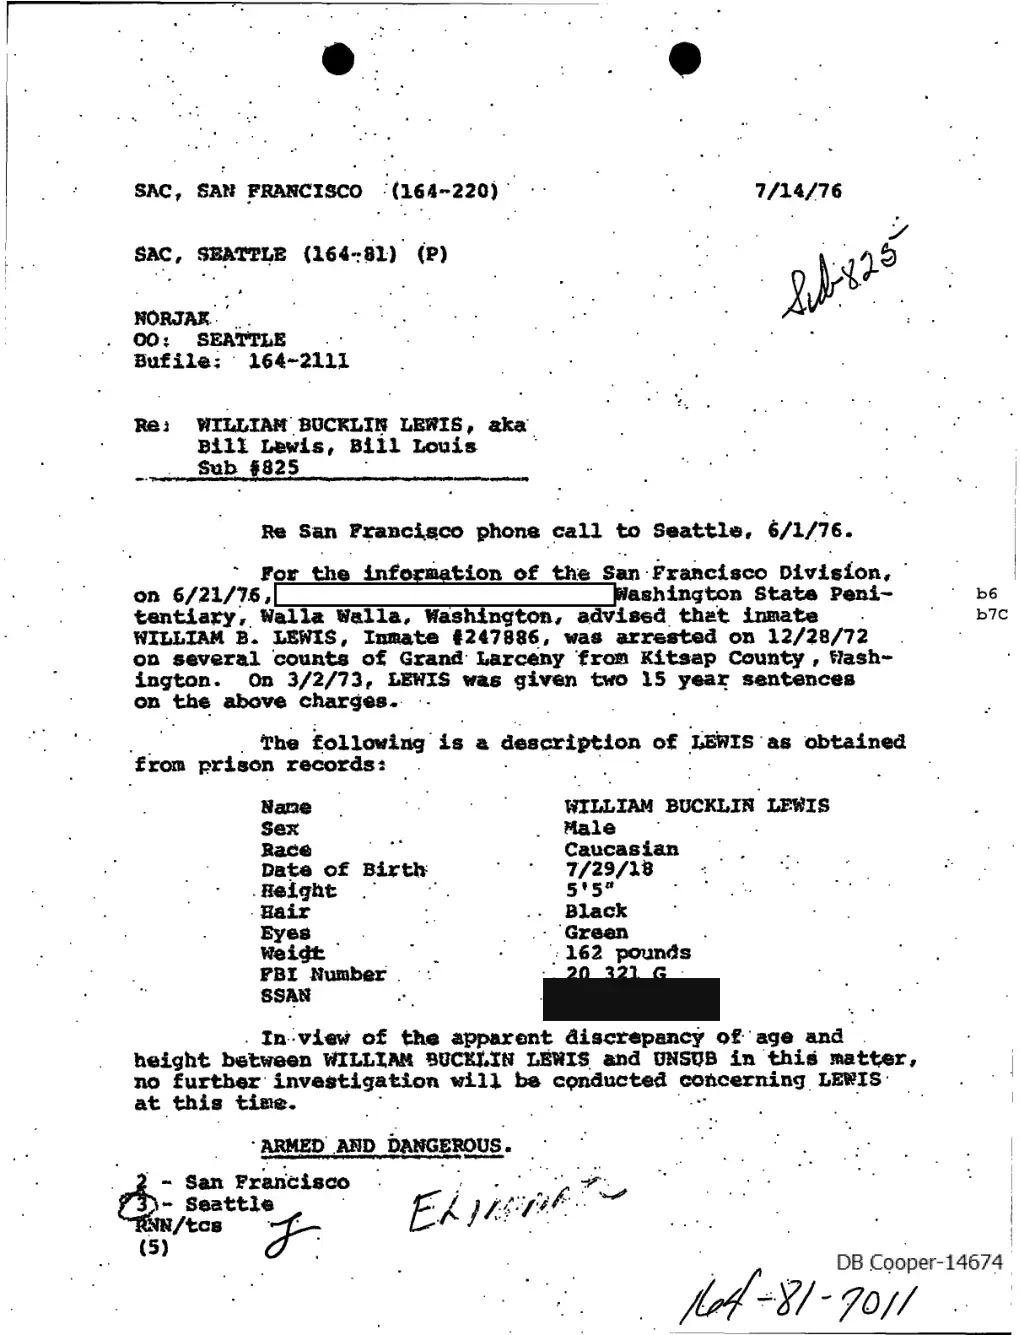 SAC, SAN FRANCISCO (164-220) 7/14/76
SAC, SEATTLE (164-81) (P)
Sub 825
NORJAK
OO: SEATTLE
Bufile: 164-2111
Re: WILLIAM BUCKLIN LEWIS, aka
Bill Lewis, Bill Louis
Sub #825
Re San Francisco phone call to Seattle, 6/1/76.
For the information of the San Francisco Division,
on 6/21/76, Washington State Peni- b6
tentiary, Walla Walla, Washington, advised that inmate b7C
WILLIAM B. LEWIS, Inmate #247886, was arrested on 12/28/72
on several counts of Grand Larceny from Kitsap County, Wash-
ington. On 3/2/73, LEWIS was given two 15 year sentences
on the above charges.
The following is a description of LEWIS as obtained
from prison records:
Name WILLIAM BUCKLIN LEWIS
Sex Male
Race Caucasian
Date of Birth 7/29/18
Height 5'5"
Hair Black
Eyes Green
Weigt 162 pounds
FBI Number 20 321 G
SSAN
In view of the apparent discrepancy of age and
height between WILLIAM BUCKLIN LEWIS and UNSUB in this matter,
no further investigation will be conducted concerning LEWIS
at this time.
ARMED AND DANGEROUS.
2 - San Francisco
3 - Seattle
RNN/tcs
(5)
Eliminate
DB Cooper-14674
164-81-7011